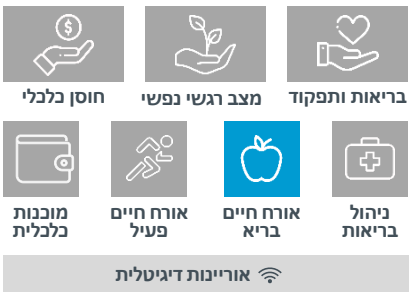 בריאות ותפקוד
מצב רגשי נפשי
חוסן כלכלי
ניהול
בריאות
אורח חיים
בריא
אורח חיים
פעיל
מוכנות
כלכלית
אוריינות דיגיטלית